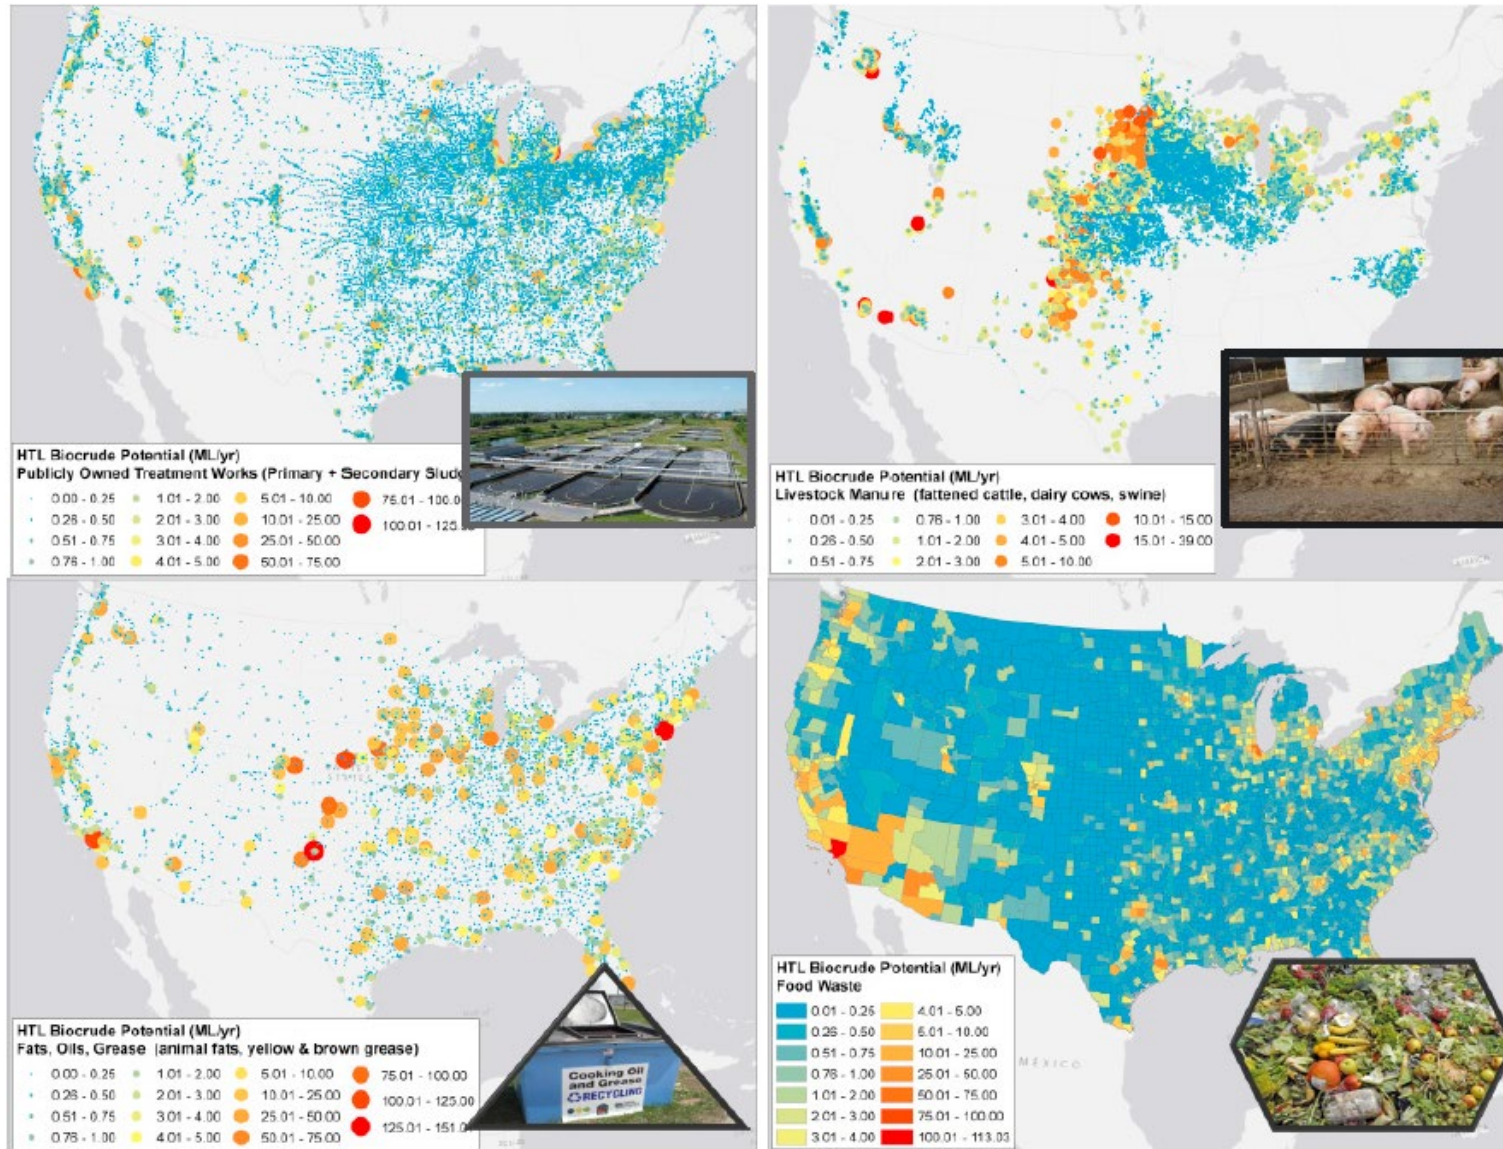 HTL Biocrude Potential (ML/yr)
Publicly Owned Treatment Works (Primary + Secondary Sludg
0.00 - 0.25 1.01 - 2.00 5.01 - 10.00 75.01 - 100.0
0.26 - 0.50 2.01 - 3.00 10.01 - 25.00 100.01 - 125.
0.51 - 0.75 3.01 - 4.00 25.01 - 50.00
0.76 - 1.00 4.01 - 5.00 50.01 - 75.00
HTL Biocrude Potential (ML/yr)
Livestock Manure (fattened cattle, dairy cows, swine)
0.01 - 0.25 0.76 - 1.00 3.01 - 4.00 10.01 - 15.00
0.26 - 0.50 1.01 - 2.00 4.01 - 5.00 15.01 - 39.00
0.51 - 0.75 2.01 - 3.00 5.01 - 10.00
HTL Biocrude Potential (ML/yr)
Fats, Oils, Grease (animal fats, yellow & brown grease)
0.00 - 0.25 1.01 - 2.00 5.01 - 10.00 75.01 - 100.00
0.26 - 0.50 2.01 - 3.00 10.01 - 25.00 100.01 - 125.00
0.51 - 0.75 3.01 - 4.00 25.01 - 50.00 125.01 - 151.0
0.76 - 1.00 4.01 - 5.00 50.01 - 75.00
Cooking Oil
and Grease
RECYCLING
HTL Biocrude Potential (ML/yr)
Food Waste
0.01 - 0.25 4.01 - 5.00
0.26 - 0.50 5.01 - 10.00
0.51 - 0.75 10.01 - 25.00
0.76 - 1.00 25.01 - 50.00
1.01 - 2.00 50.01 - 75.00
2.01 - 3.00 75.01 - 100.00
3.01 - 4.00 100.01 - 113.03
MEXICO